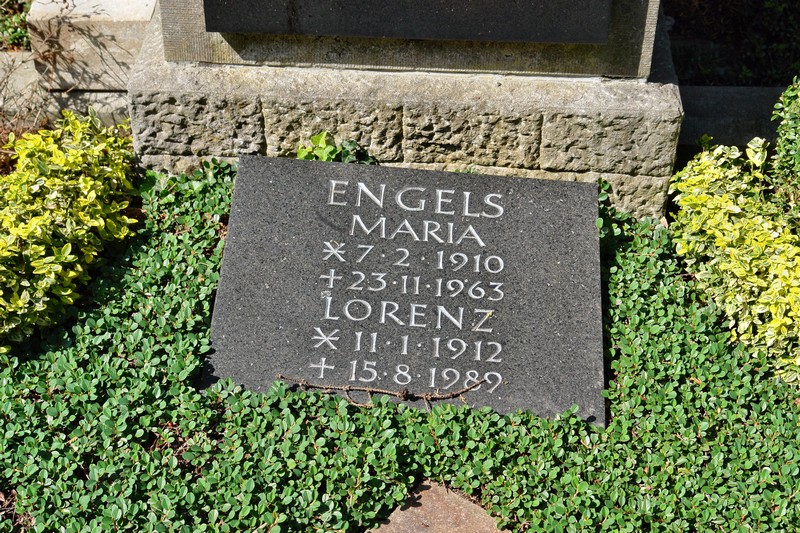 ENGELS
MARIA
* 7·2·1910
+ 23·11·1963
LORENZ
* 11·1·1912
+ 15·8·1989